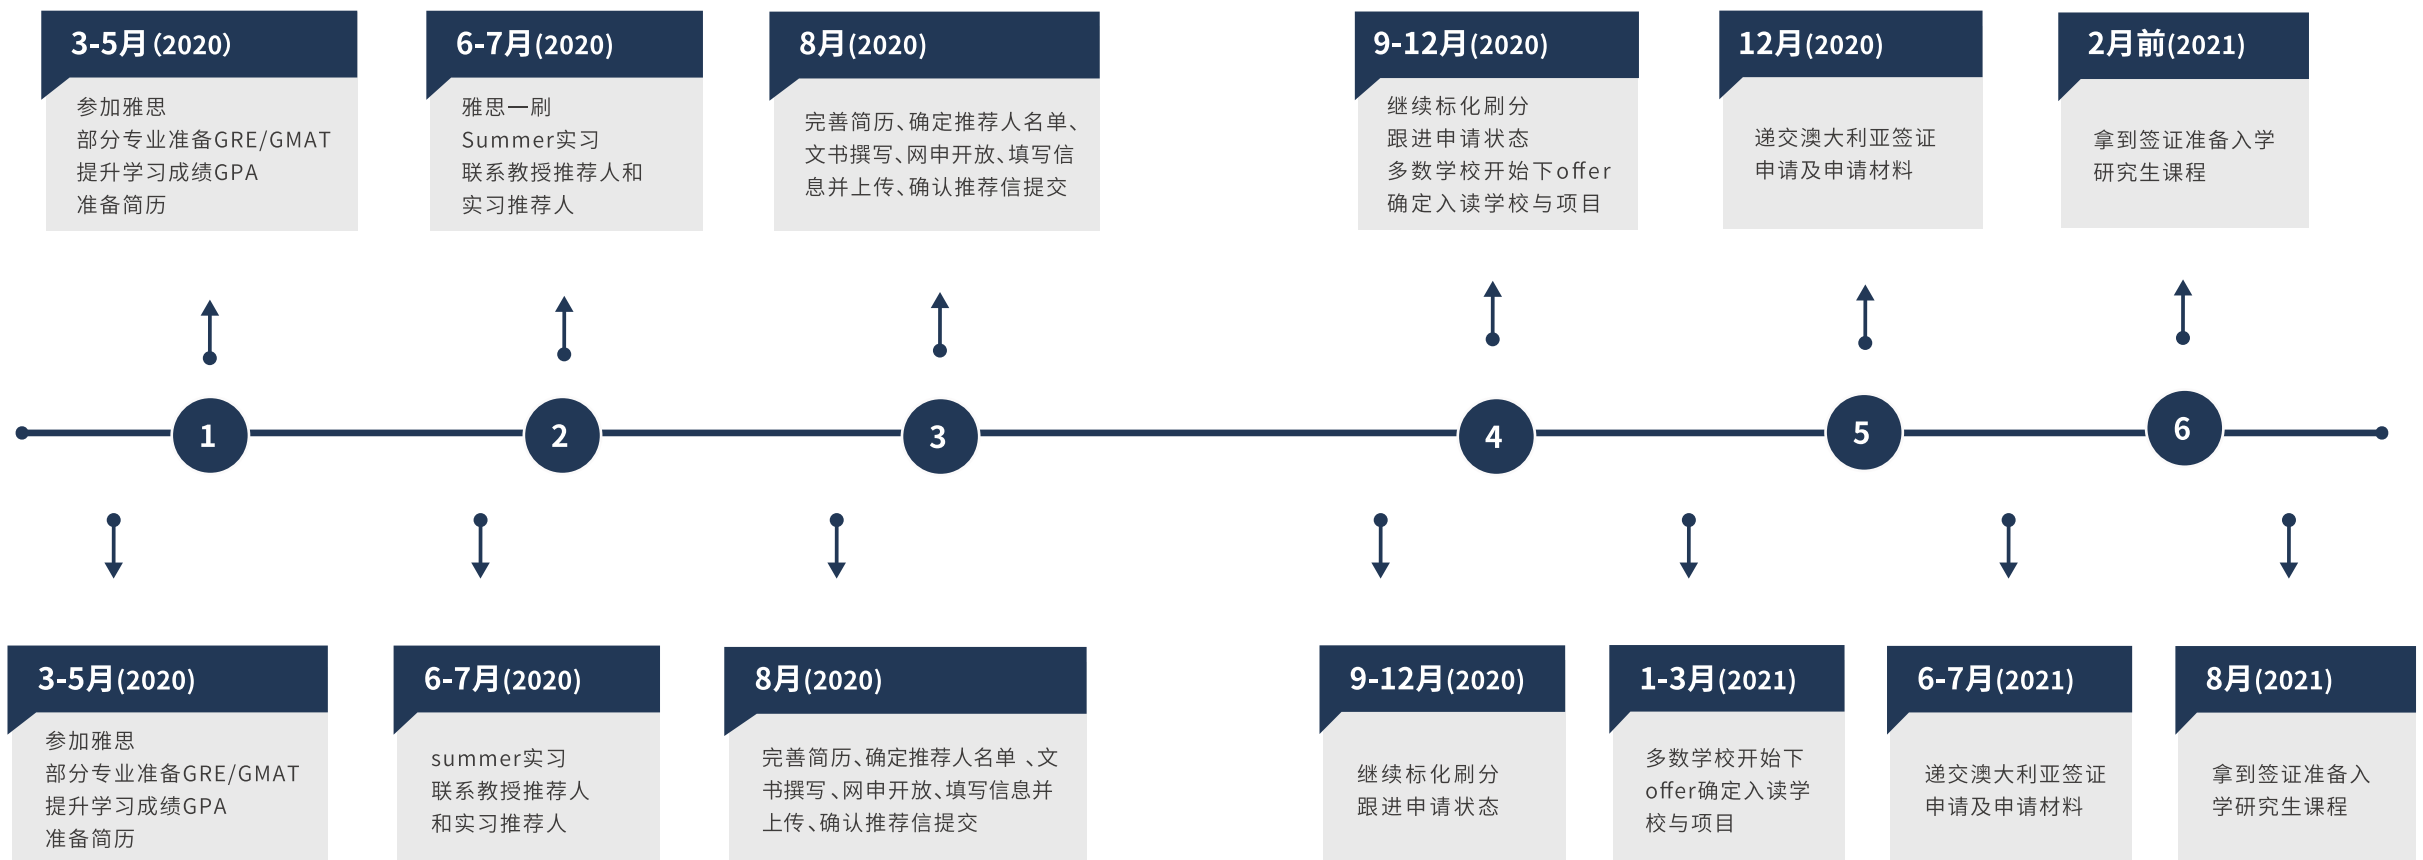 3-5月(2020)
参加雅思
部分专业准备GRE/GMAT
提升学习成绩GPA
准备简历
6-7月(2020)
雅思一刷
Summer实习
联系教授推荐人和
实习推荐人
8月(2020)
完善简历、确定推荐人名单、
文书撰写、网申开放、填写信
息并上传、确认推荐信提交
9-12月(2020)
继续标化刷分
跟进申请状态
多数学校开始下offer
确定入读学校与项目
12月(2020)
递交澳大利亚签证
申请及申请材料
2月前(2021)
拿到签证准备入学
研究生课程
1
2
3
4
5
6
3-5月(2020)
参加雅思
部分专业准备GRE/GMAT
提升学习成绩GPA
准备简历
6-7月(2020)
summer实习
联系教授推荐人
和实习推荐人
8月(2020)
完善简历、确定推荐人名单 、文
书撰写 、网申开放、填写信息并
上传、确认推荐信提交
9-12月(2020)
继续标化刷分
跟进申请状态
1-3月(2021)
多数学校开始下
offer确定入读学
校与项目
6-7月(2021)
递交澳大利亚签证
申请及申请材料
8月(2021)
拿到签证准备入
学研究生课程